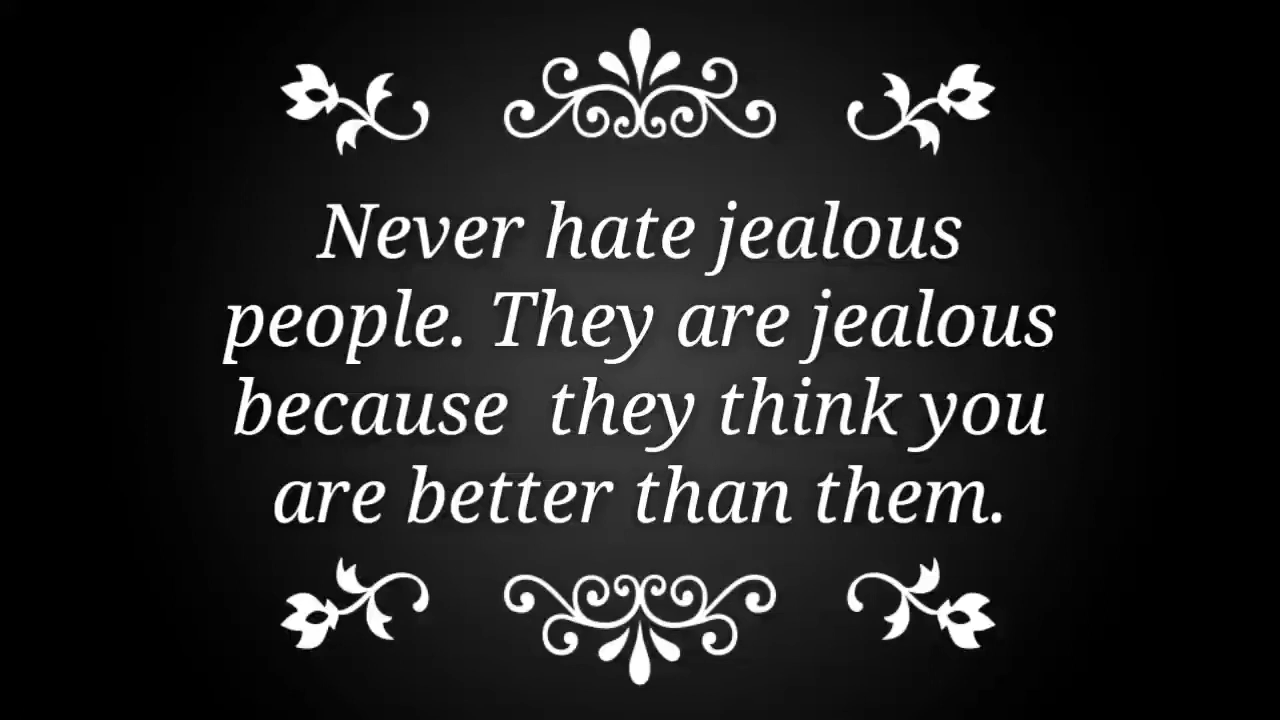 Never hate jealous
people. They are jealous
because  they think you
are better than them.